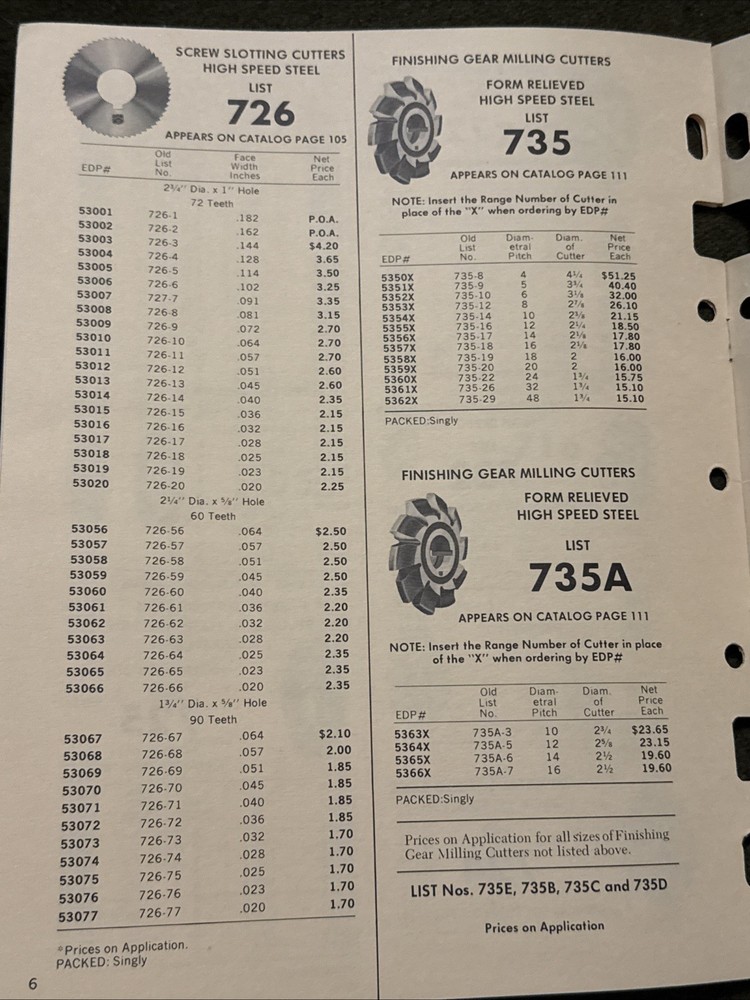 SCREW SLOTTING CUTTERS
HIGH SPEED STEEL
LIST
726
APPEARS ON CATALOG PAGE 105
EDP# Old List No. Face Width Inches Net Price Each
2¾" Dia. x 1" Hole
72 Teeth
53001 726-1 .182 P.O.A.
53002 726-2 .162 P.O.A.
53003 726-3 .144 $4.20
53004 726-4 .128 3.65
53005 726-5 .114 3.50
53006 726-6 .102 3.25
53007 727-7 .091 3.35
53008 726-8 .081 3.15
53009 726-9 .072 2.70
53010 726-10 .064 2.70
53011 726-11 .057 2.70
53012 726-12 .051 2.60
53013 726-13 .045 2.60
53014 726-14 .040 2.35
53015 726-15 .036 2.15
53016 726-16 .032 2.15
53017 726-17 .028 2.15
53018 726-18 .025 2.15
53019 726-19 .023 2.15
53020 726-20 .020 2.25
2¼" Dia. x ⅝" Hole
60 Teeth
53056 726-56 .064 $2.50
53057 726-57 .057 2.50
53058 726-58 .051 2.50
53059 726-59 .045 2.50
53060 726-60 .040 2.35
53061 726-61 .036 2.20
53062 726-62 .032 2.20
53063 726-63 .028 2.20
53064 726-64 .025 2.35
53065 726-65 .023 2.35
53066 726-66 .020 2.35
1¾" Dia. x ⅝" Hole
90 Teeth
53067 726-67 .064 $2.10
53068 726-68 .057 2.00
53069 726-69 .051 1.85
53070 726-70 .045 1.85
53071 726-71 .040 1.85
53072 726-72 .036 1.85
53073 726-73 .032 1.70
53074 726-74 .028 1.70
53075 726-75 .025 1.70
53076 726-76 .023 1.70
53077 726-77 .020 1.70
*Prices on Application.
PACKED: Singly
6
FINISHING GEAR MILLING CUTTERS
FORM RELIEVED
HIGH SPEED STEEL
LIST
735
APPEARS ON CATALOG PAGE 111
NOTE: Insert the Range Number of Cutter in
place of the "X" when ordering by EDP#
EDP# Old List No. Diam- etral Pitch Diam. of Cutter Net Price Each
5350X 735-8 4 4¼ $51.25
5351X 735-9 5 3¾ 40.40
5352X 735-10 6 3⅛ 32.00
5353X 735-12 8 2⅞ 26.10
5354X 735-14 10 2⅜ 21.15
5355X 735-16 12 2¼ 18.50
5356X 735-17 14 2⅛ 17.80
5357X 735-18 16 2⅛ 17.80
5358X 735-19 18 2 16.00
5359X 735-20 20 2 16.00
5360X 735-22 24 1¾ 15.75
5361X 735-26 32 1¾ 15.10
5362X 735-29 48 1¾ 15.10
PACKED:Singly
FINISHING GEAR MILLING CUTTERS
FORM RELIEVED
HIGH SPEED STEEL
LIST
735A
APPEARS ON CATALOG PAGE 111
NOTE: Insert the Range Number of Cutter in place
of the "X" when ordering by EDP#
EDP# Old List No. Diam- etral Pitch Diam. of Cutter Net Price Each
5363X 735A-3 10 2¾ $23.65
5364X 735A-5 12 2⅝ 23.15
5365X 735A-6 14 2½ 19.60
5366X 735A-7 16 2½ 19.60
PACKED:Singly
Prices on Application for all sizes of Finishing
Gear Milling Cutters not listed above.
LIST Nos. 735E, 735B, 735C and 735D
Prices on Application